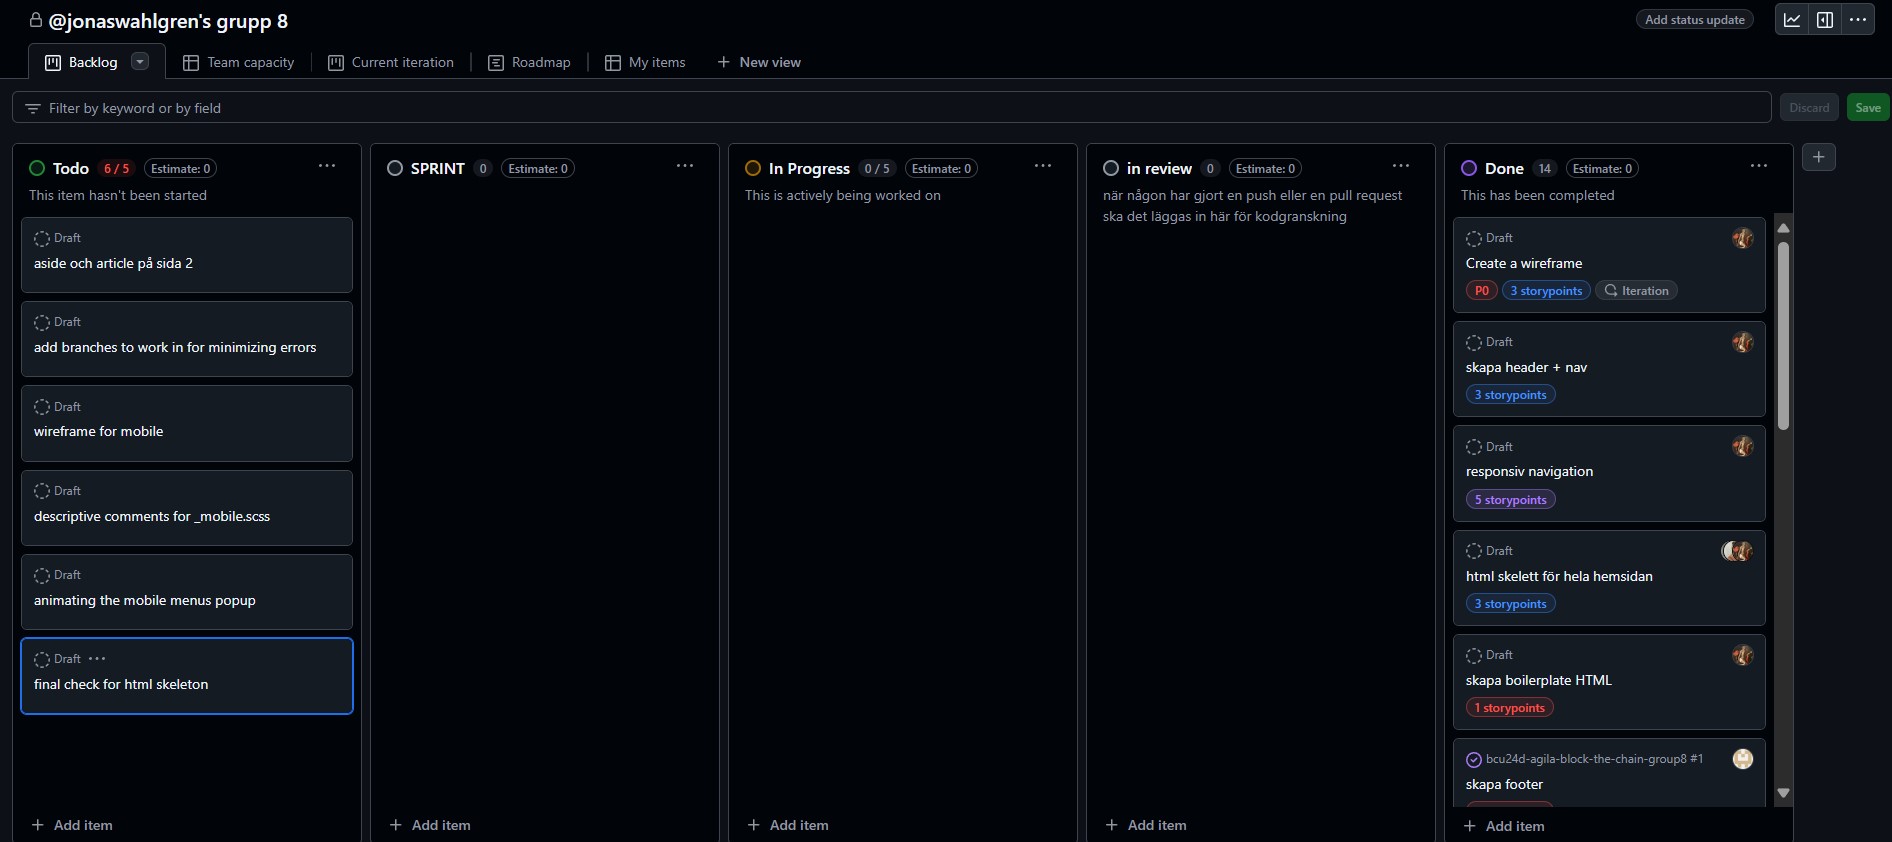 @jonaswahlgren's grupp 8
Add status update
Backlog
Team capacity
Current iteration
Roadmap
My items
New view
Filter by keyword or by field
Discard
Save
Todo 6 / 5 Estimate: 0
This item hasn't been started
Draft
aside och article på sida 2
Draft
add branches to work in for minimizing errors
Draft
wireframe for mobile
Draft
descriptive comments for _mobile.scss
Draft
animating the mobile menus popup
Draft
final check for html skeleton
Add item
SPRINT 0 Estimate: 0
Add item
In Progress 0 / 5 Estimate: 0
This is actively being worked on
Add item
in review 0 Estimate: 0
när någon har gjort en push eller en pull request
ska det läggas in här för kodgranskning
Add item
Done 14 Estimate: 0
This has been completed
Draft
Create a wireframe
P0 3 storypoints Iteration
Draft
skapa header + nav
3 storypoints
Draft
responsiv navigation
5 storypoints
Draft
html skelett för hela hemsidan
3 storypoints
Draft
skapa boilerplate HTML
1 storypoints
bcu24d-agila-block-the-chain-group8 #1
skapa footer
Add item